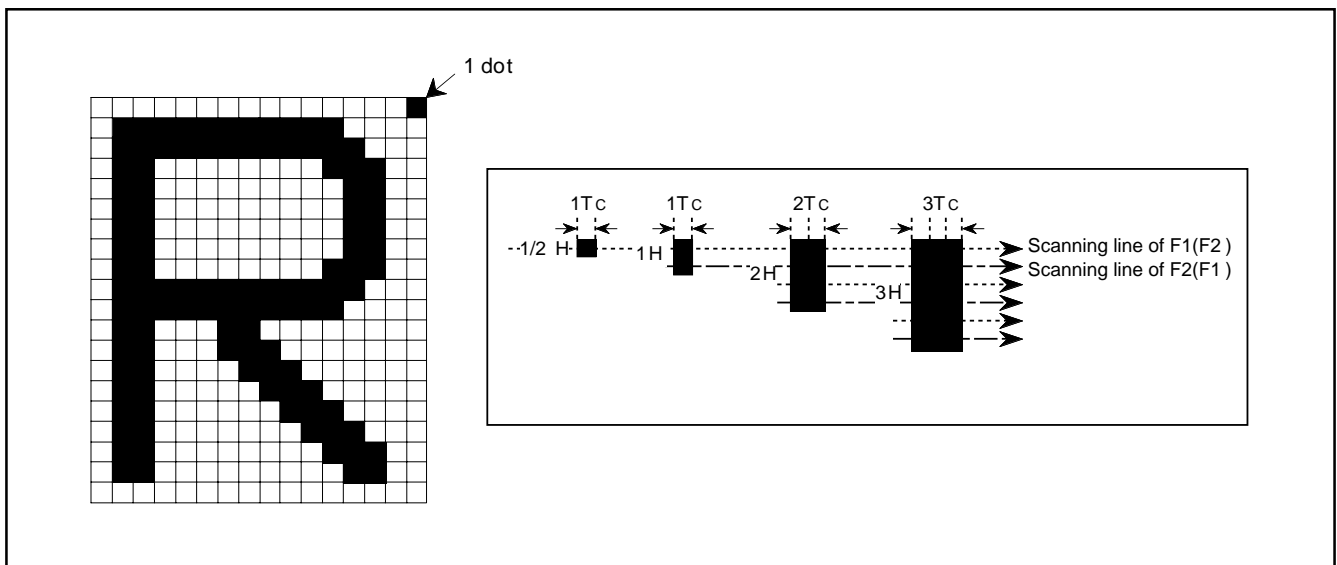 1 dot
1TC 1TC 2TC 3TC
1/2 H 1H Scanning line of F1(F2 )
2H Scanning line of F2(F1 )
3H